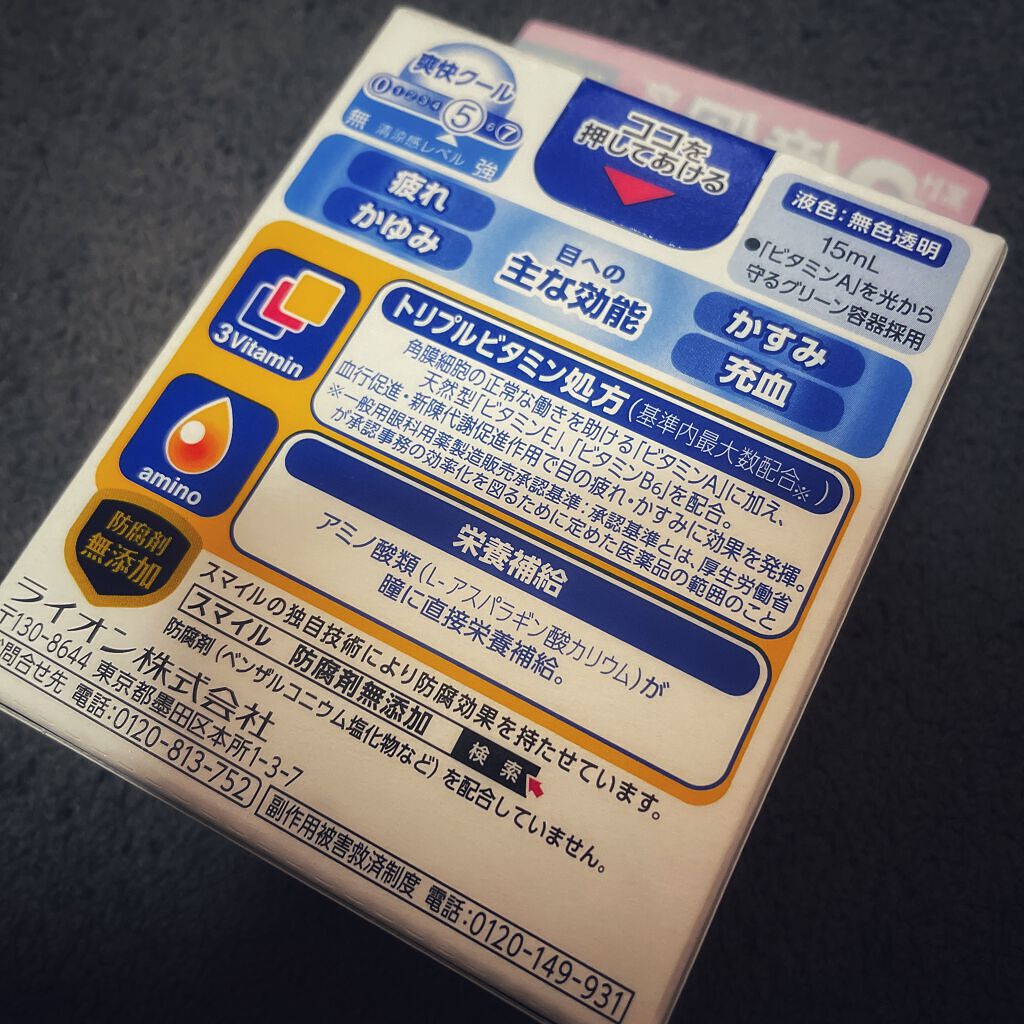 爽快クール
0 1 2 3 4 5 6 7
無 清涼感レベル 強
ココを
押してあける
液色:無色透明
15mL
●「ビタミンA」を光から
守るグリーン容器採用
疲れ
かゆみ
目への
主な効能
かすみ
充血
3Vitamin
トリプルビタミン処方(基準内最大数配合※)
角膜細胞の正常な働きを助ける「ビタミンA」に加え、
天然型「ビタミンE」、「ビタミンB6」を配合。
血行促進・新陳代謝促進作用で目の疲れ・かすみに効果を発揮。
※一般用眼科用薬製造販売承認基準:承認基準とは、厚生労働省
が承認事務の効率化を図るために定めた医薬品の範囲のこと
amino
栄養補給
アミノ酸類(L-アスパラギン酸カリウム)が
瞳に直接栄養補給。
防腐剤
無添加
スマイルの独自技術により防腐効果を持たせています。
スマイル 防腐剤無添加 検索
防腐剤(ベンザルコニウム塩化物など)を配合していません。
ライオン株式会社
〒130-8644 東京都墨田区本所1-3-7
問合せ先 電話:0120-813-752
副作用被害救済制度 電話:0120-149-931